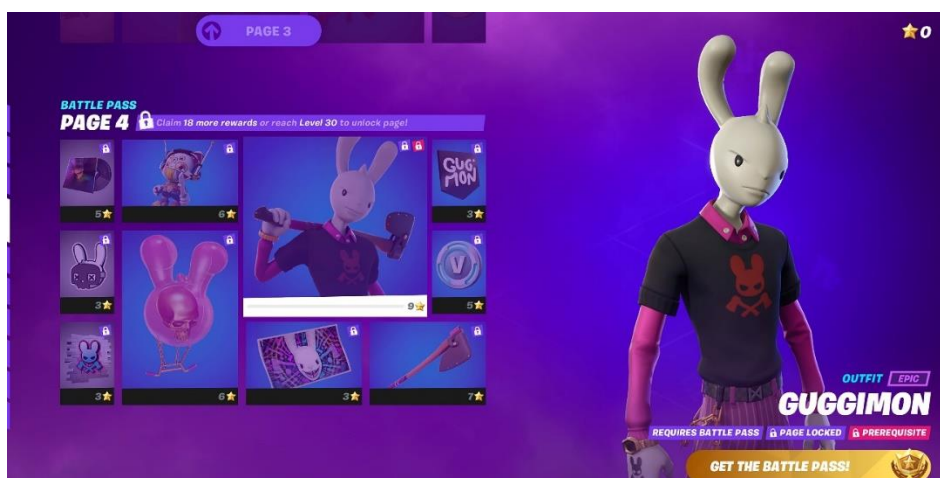 PAGE 3
0
BATTLE PASS
PAGE 4 Claim 18 more rewards or reach Level 30 to unlock page!
5
6
GUG
MON
3
3
V
9
5
3
6
3
7
OUTFIT EPIC
GUGGIMON
REQUIRES BATTLE PASS PAGE LOCKED PREREQUISITE
GET THE BATTLE PASS!